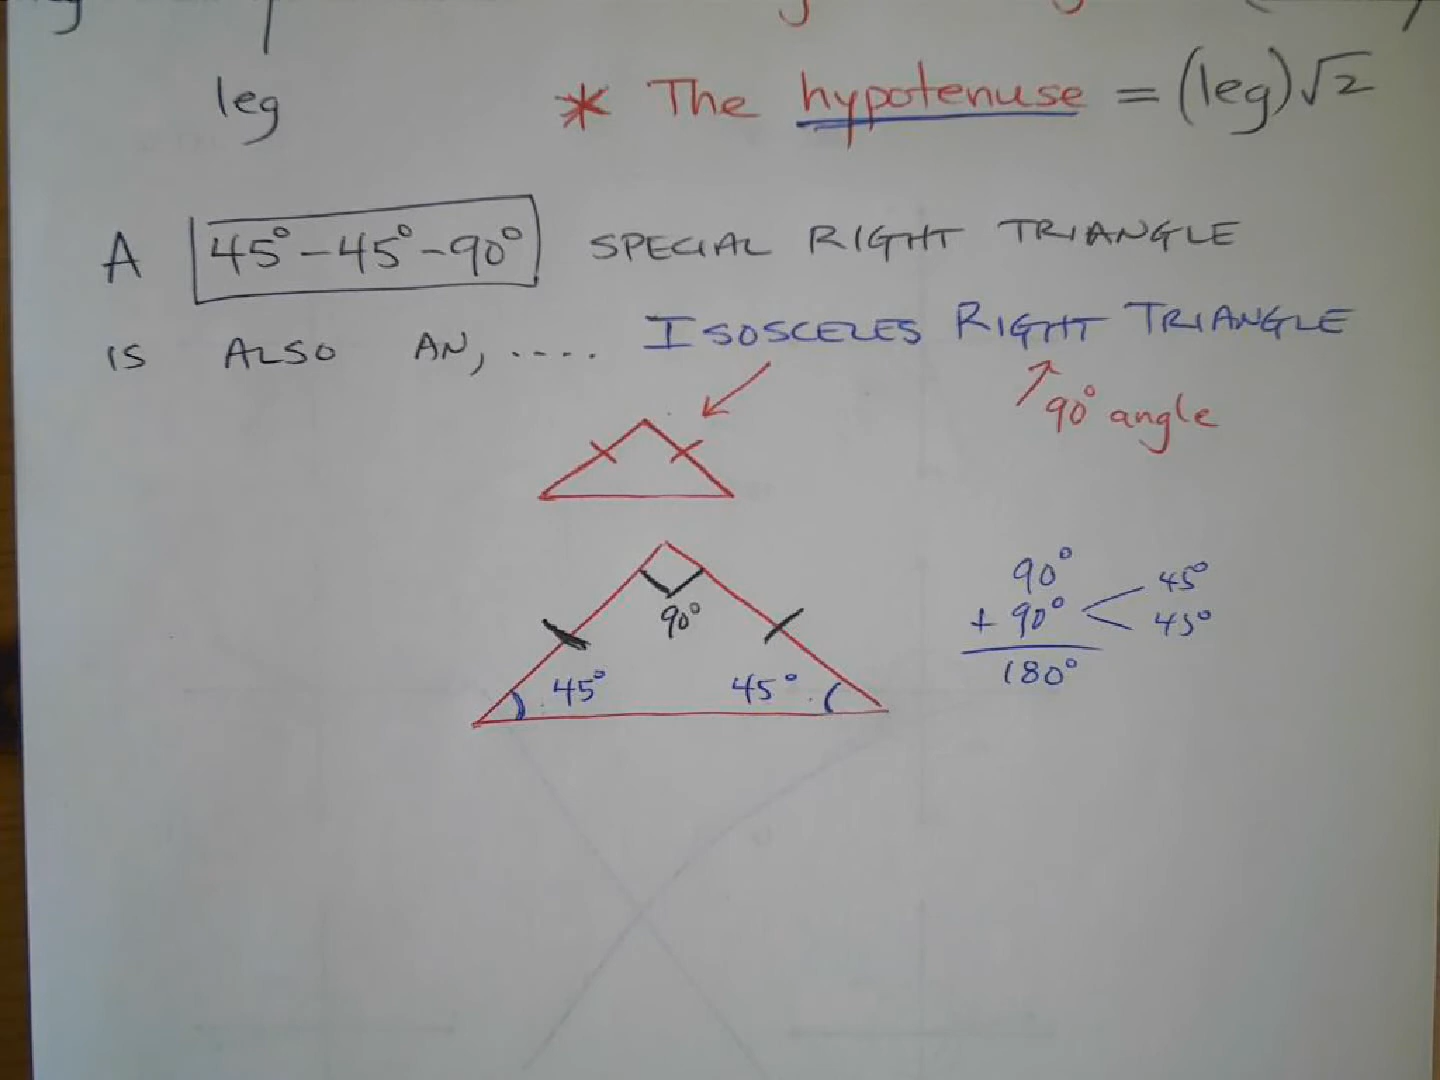 leg
* The hypotenuse = (leg)√2
A 45°-45°-90° SPECIAL RIGHT TRIANGLE
IS ALSO AN, .... ISOSCELES RIGHT TRIANGLE
90° angle
90°
45°
45°
90°
+ 90°
45°
45°
180°